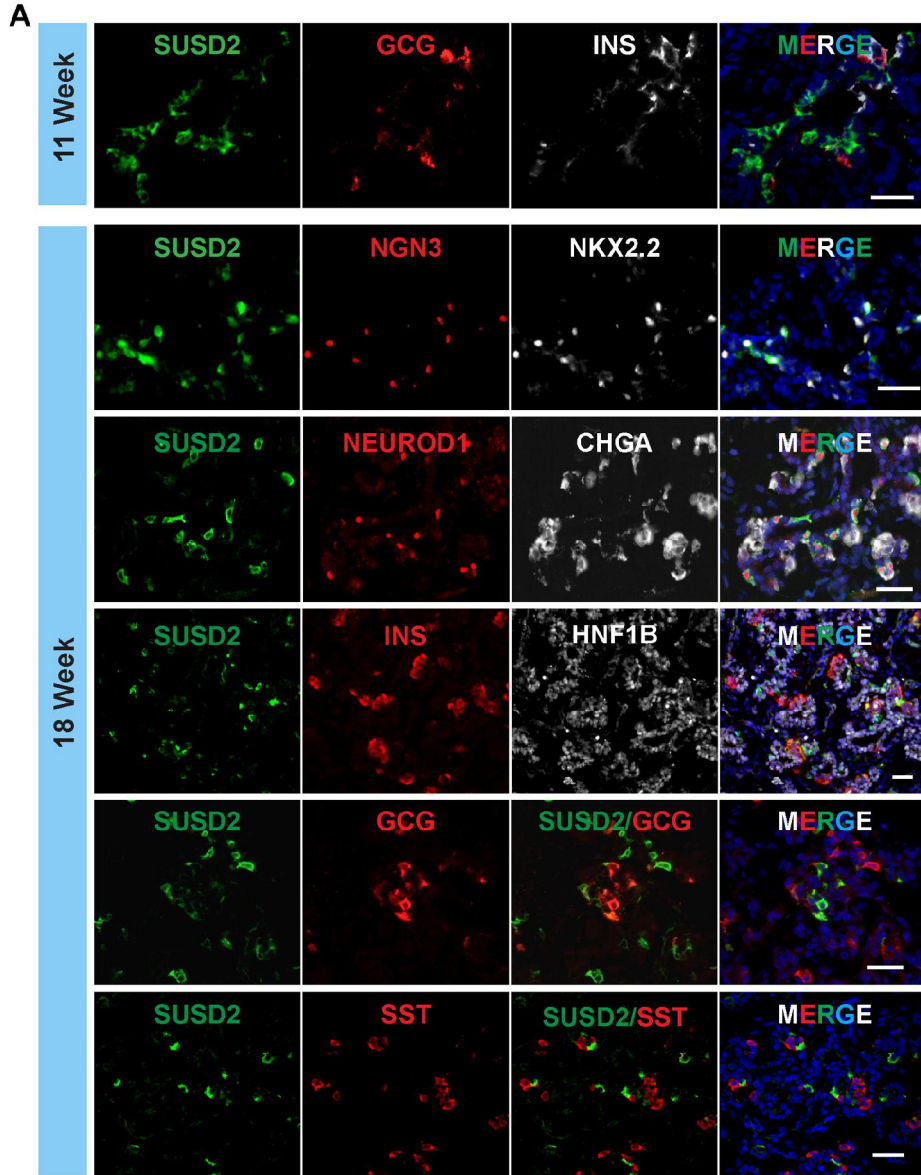 A
11 Week
SUSD2 GCG INS MERGE
18 Week
SUSD2 NGN3 NKX2.2 MERGE
SUSD2 NEUROD1 CHGA MERGE
SUSD2 INS HNF1B MERGE
SUSD2 GCG SUSD2/GCG MERGE
SUSD2 SST SUSD2/SST MERGE